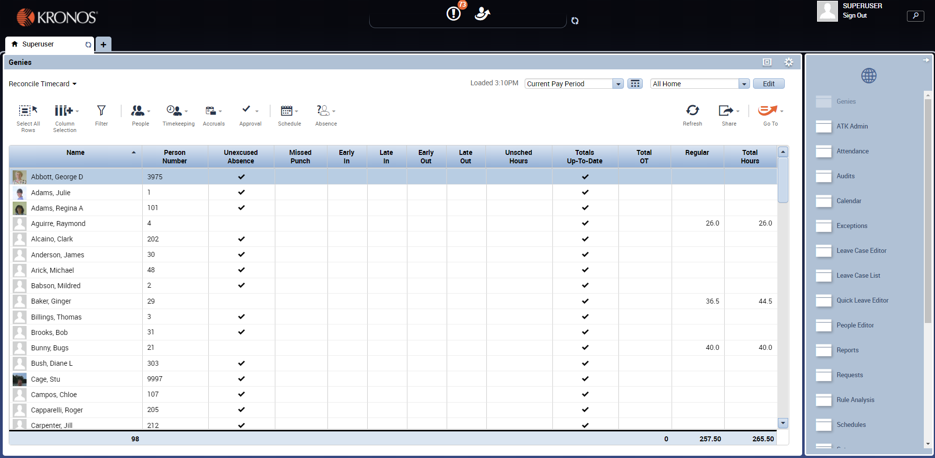 KRONOS
73
SUPERUSER
Sign Out
Superuser
+
Genies
Reconcile Timecard
Loaded 3:10PM
Current Pay Period
All Home
Edit
Select All Rows
Column Selection
Filter
People
Timekeeping
Accruals
Approval
Schedule
Absence
Refresh
Share
Go To
Name Person Number Unexcused Absence Missed Punch Early In Late In Early Out Late Out Unsched Hours Totals Up-To-Date Total OT Regular Total Hours
Abbott, George D 3975 ✓ ✓
Adams, Julie 1 ✓ ✓
Adams, Regina A 101 ✓ ✓
Aguirre, Raymond 4 ✓ 26.0 26.0
Alcaino, Clark 202 ✓ ✓
Anderson, James 30 ✓ ✓
Arick, Michael 48 ✓ ✓
Babson, Mildred 2 ✓ ✓
Baker, Ginger 29 ✓ 36.5 44.5
Billings, Thomas 3 ✓ ✓
Brooks, Bob 31 ✓ ✓
Bunny, Bugs 21 ✓ 40.0 40.0
Bush, Diane L 303 ✓ ✓
Cage, Stu 9997 ✓ ✓
Campos, Chloe 107 ✓ ✓
Capparelli, Roger 205 ✓ ✓
Carpenter, Jill 212 ✓ ✓
98 0 257.50 265.50
Genies
ATK Admin
Attendance
Audits
Calendar
Exceptions
Leave Case Editor
Leave Case List
Quick Leave Editor
People Editor
Reports
Requests
Rule Analysis
Schedules